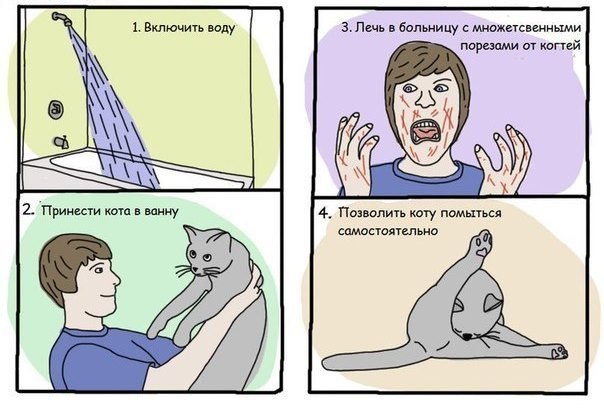 1. Включить воду
2. Принести кота в ванну
3. Лечь в больницу с множетсвенными
порезами от когтей
4. Позволить коту помыться
самостоятельно